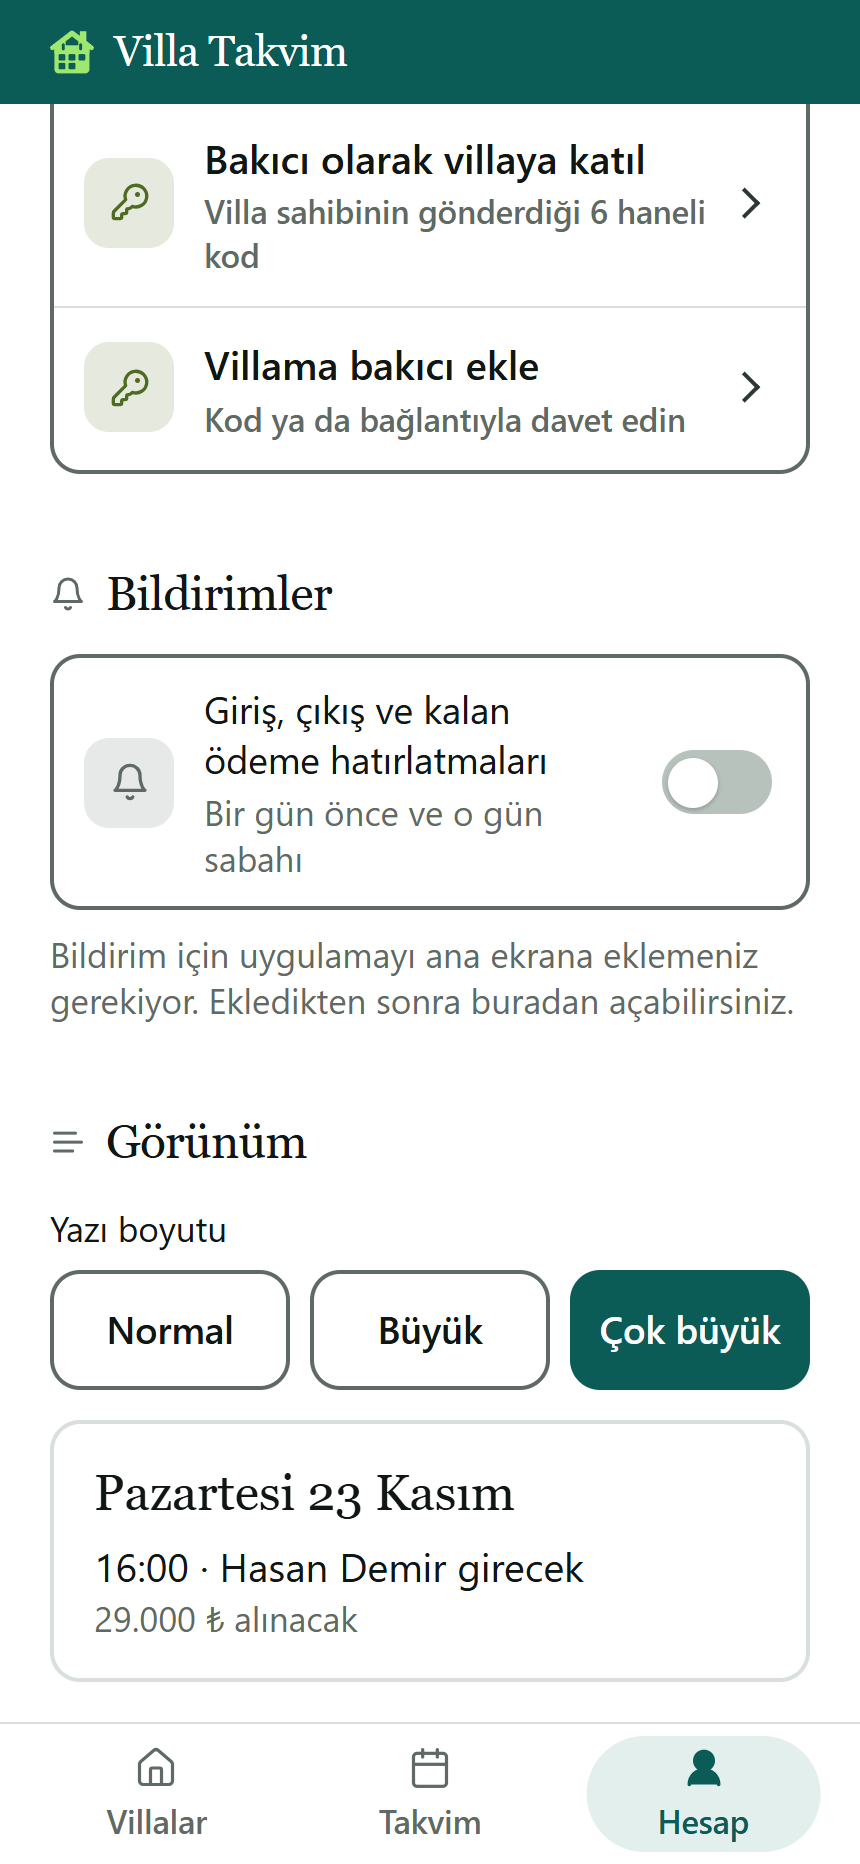 Villa Takvim
Bakıcı olarak villaya katıl
Villa sahibinin gönderdiği 6 haneli
kod
Villama bakıcı ekle
Kod ya da bağlantıyla davet edin
Bildirimler
Giriş, çıkış ve kalan
ödeme hatırlatmaları
Bir gün önce ve o gün
sabahı
Bildirim için uygulamayı ana ekrana eklemeniz
gerekiyor. Ekledikten sonra buradan açabilirsiniz.
Görünüm
Yazı boyutu
Normal
Büyük
Çok büyük
Pazartesi 23 Kasım
16:00 · Hasan Demir girecek
29.000 ₺ alınacak
Villalar
Takvim
Hesap